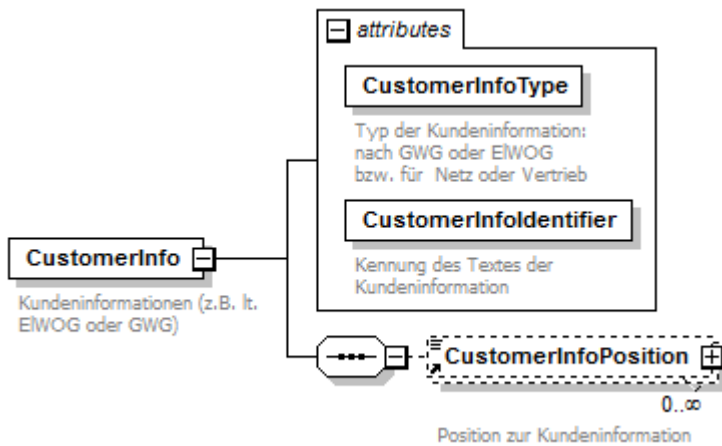 attributes
CustomerInfoType
Typ der Kundeninformation:
nach GWG oder ElWOG
bzw. für Netz oder Vertrieb
CustomerInfoIdentifier
Kennung des Textes der
Kundeninformation
CustomerInfo
Kundeninformationen (z.B. lt.
ElWOG oder GWG)
CustomerInfoPosition
0..∞
Position zur Kundeninformation